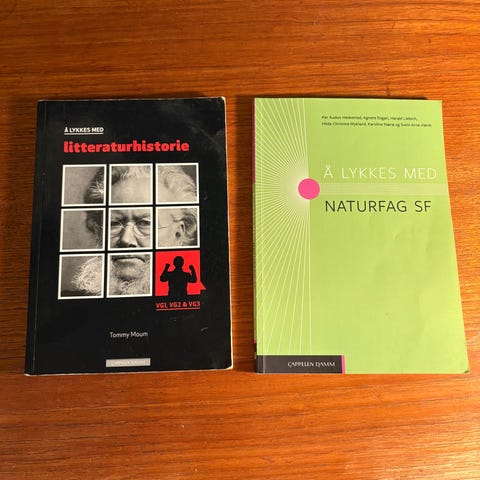 Å LYKKES MED
litteraturhistorie
VG1, VG2 & VG3
Tommy Moum
CAPPELEN DAMM
Per Audun Heskestad, Agnete Engan, Harald Liebich,
Hilde Christine Mykland, Karoline Nærø og Svein Arne Vatvik
Å LYKKES MED
NATURFAG SF
CAPPELEN DAMM